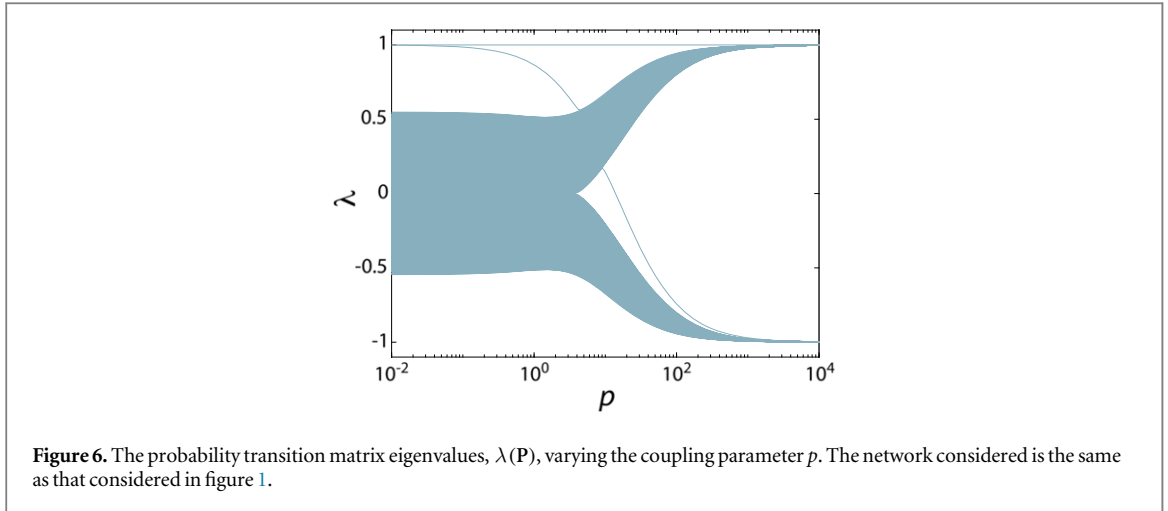 1
0.5
0
-0.5
-1
λ
10⁻² 10⁰ 10² 10⁴
p
Figure 6. The probability transition matrix eigenvalues, λ(P), varying the coupling parameter p. The network considered is the same
as that considered in figure 1.